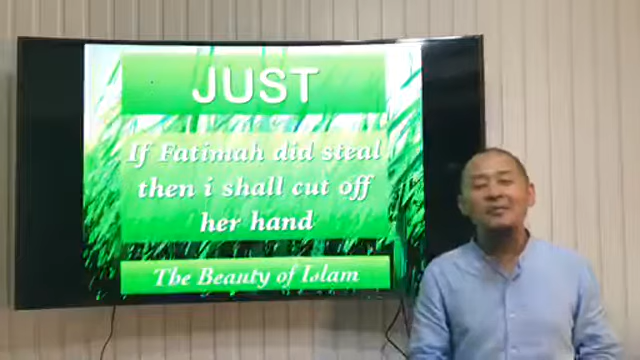 JUST
If Fatimah did steal
then i shall cut off
her hand
The Beauty of Islam